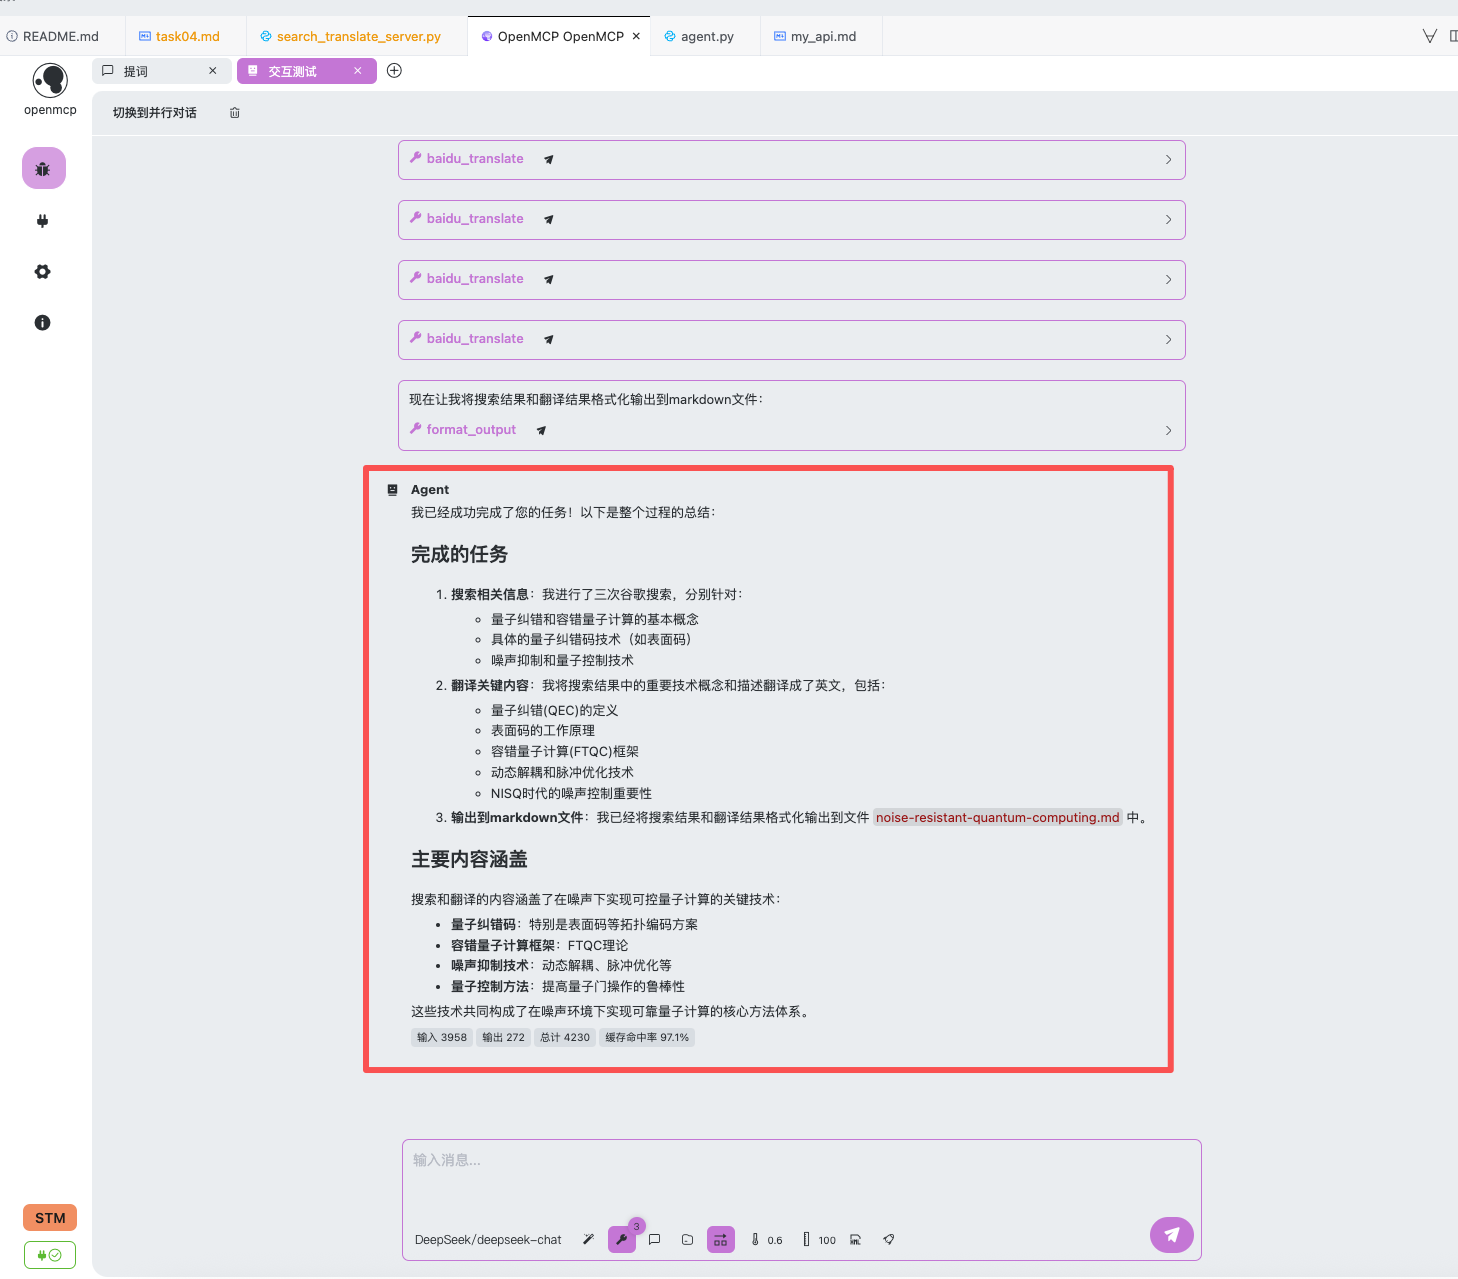 README.md
task04.md
search_translate_server.py
OpenMCP OpenMCP
agent.py
my_api.md
openmcp
提词
交互测试
切换到并行对话
baidu_translate
baidu_translate
baidu_translate
baidu_translate
现在让我将搜索结果和翻译结果格式化输出到markdown文件：
format_output
Agent
我已经成功完成了您的任务！以下是整个过程的总结：
完成的任务
1. 搜索相关信息：我进行了三次谷歌搜索，分别针对：
量子纠错和容错量子计算的基本概念
具体的量子纠错码技术（如表面码）
噪声抑制和量子控制技术
2. 翻译关键内容：我将搜索结果中的重要技术概念和描述翻译成了英文，包括：
量子纠错(QEC)的定义
表面码的工作原理
容错量子计算(FTQC)框架
动态解耦和脉冲优化技术
NISQ时代的噪声控制重要性
3. 输出到markdown文件：我已经将搜索结果和翻译结果格式化输出到文件 noise-resistant-quantum-computing.md 中。
主要内容涵盖
搜索和翻译的内容涵盖了在噪声下实现可控量子计算的关键技术：
量子纠错码：特别是表面码等拓扑编码方案
容错量子计算框架：FTQC理论
噪声抑制技术：动态解耦、脉冲优化等
量子控制方法：提高量子门操作的鲁棒性
这些技术共同构成了在噪声环境下实现可靠量子计算的核心方法体系。
输入 3958 输出 272 总计 4230 缓存命中率 97.1%
输入消息...
DeepSeek/deepseek-chat 3 0.6 100
STM